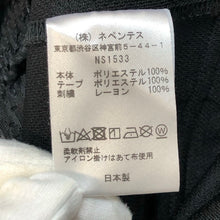 (株) ネペンテス
東京都渋谷区神宮前5-44-1
NS1533
本体 ポリエステル100%
テープ ポリエステル100%
刺繍 レーヨン100%
柔軟剤禁止
アイロン掛けはあて布使用
日本製